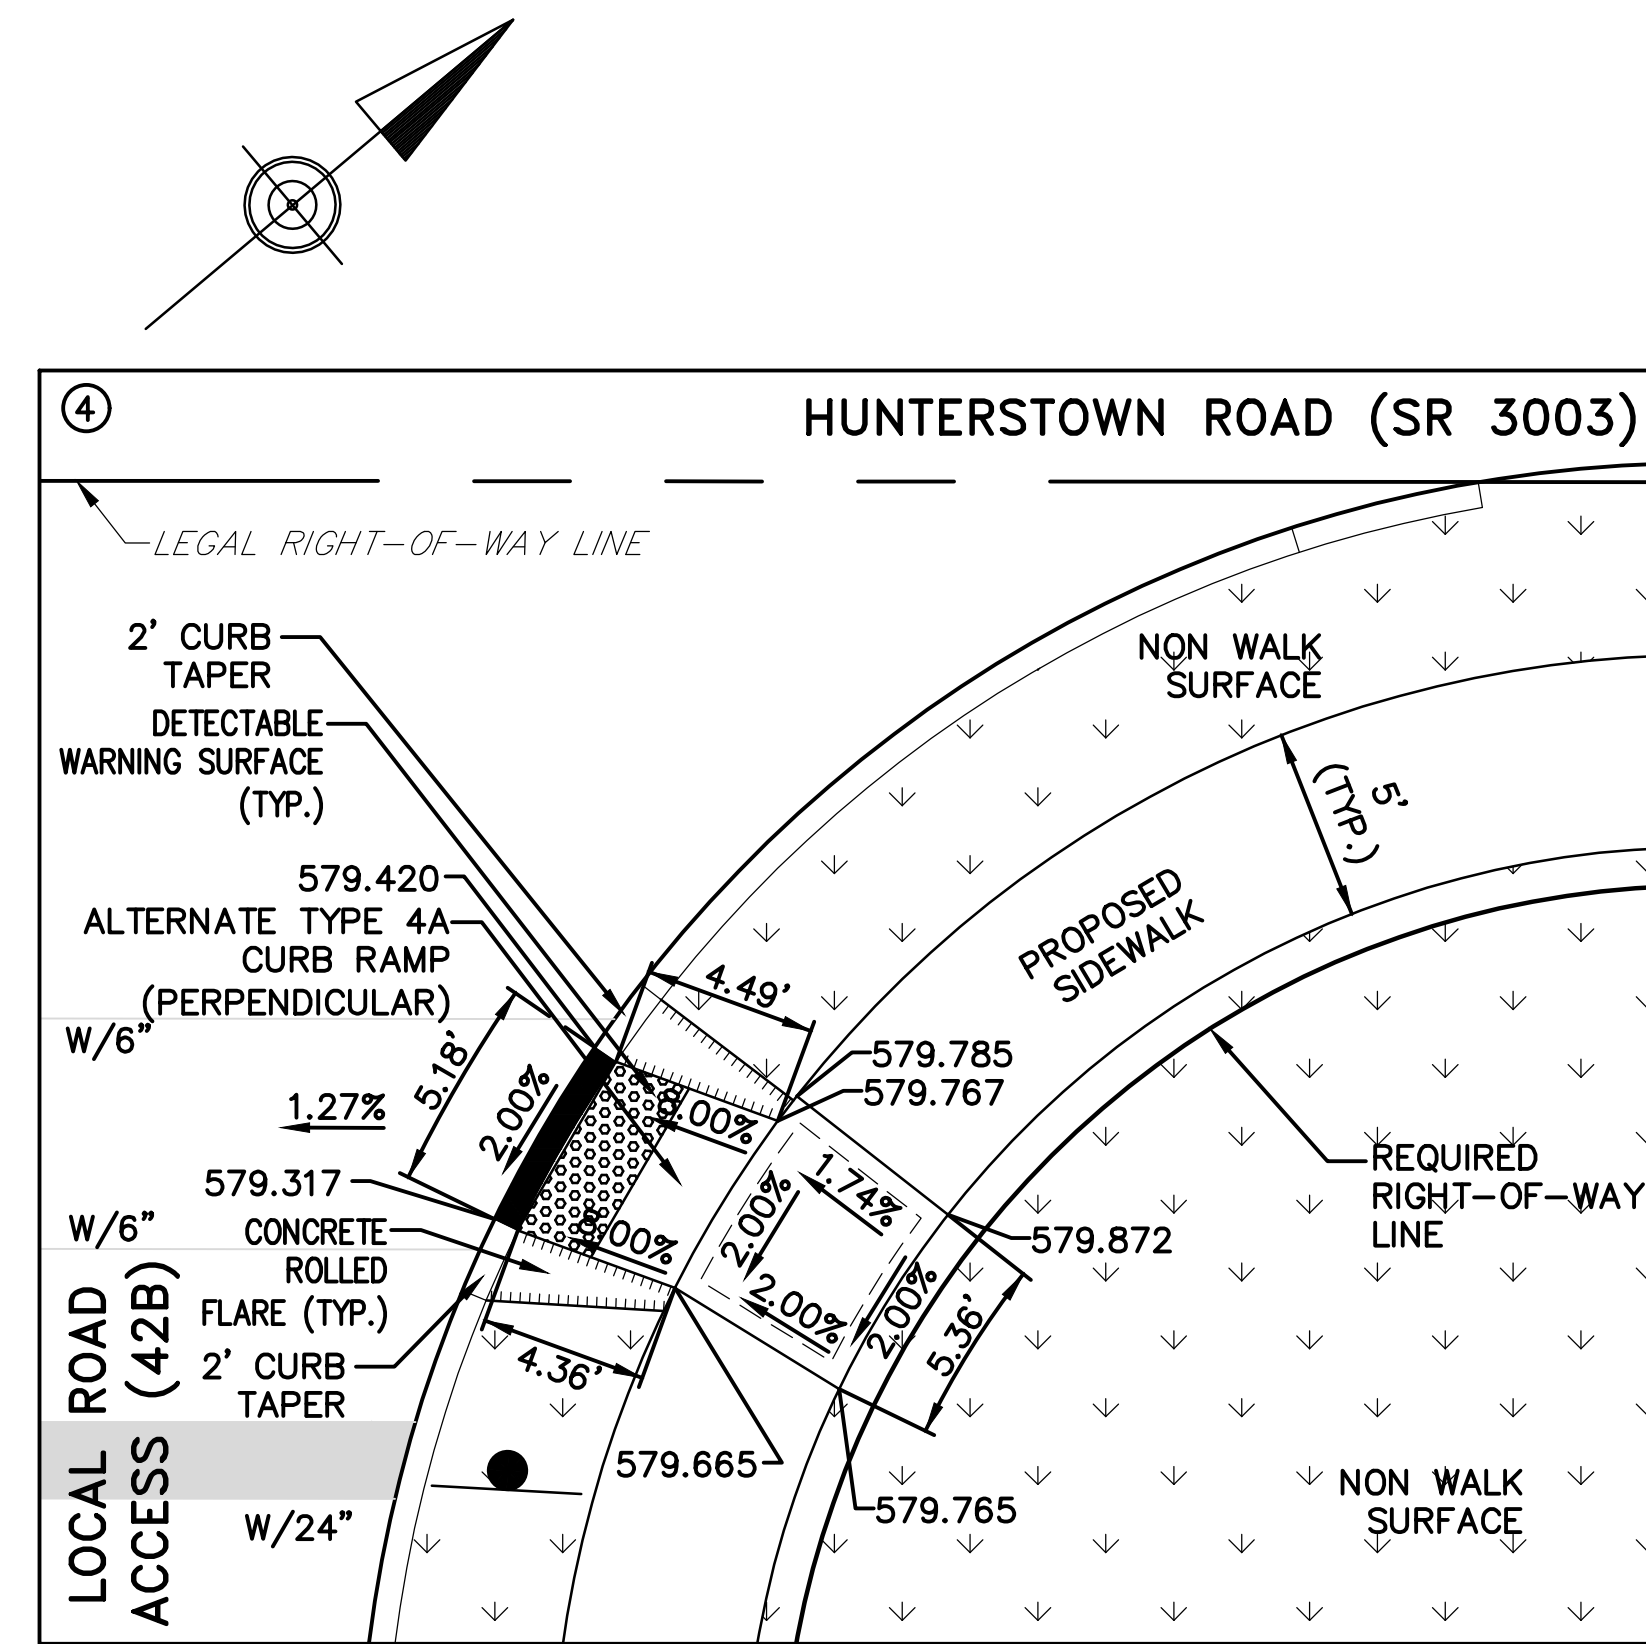 4
HUNTERSTOWN ROAD (SR 3003)
LEGAL RIGHT-OF-WAY LINE
2' CURB
TAPER
DETECTABLE
WARNING SURFACE
(TYP.)
579.420
ALTERNATE TYPE 4A
CURB RAMP
(PERPENDICULAR)
W/6"
5.18'
2.00%
1.27%
579.317
W/6"
CONCRETE
ROLLED
FLARE (TYP.)
2' CURB
TAPER
LOCAL ROAD
ACCESS (42B)
W/24"
4.49'
579.785
579.767
8.00%
8.00%
4.36'
1.74%
2.00%
2.00%
2.00%
579.872
5.36'
579.665
579.765
NON WALK
SURFACE
5'
(TYP.)
PROPOSED
SIDEWALK
REQUIRED
RIGHT-OF-WAY
LINE
NON WALK
SURFACE